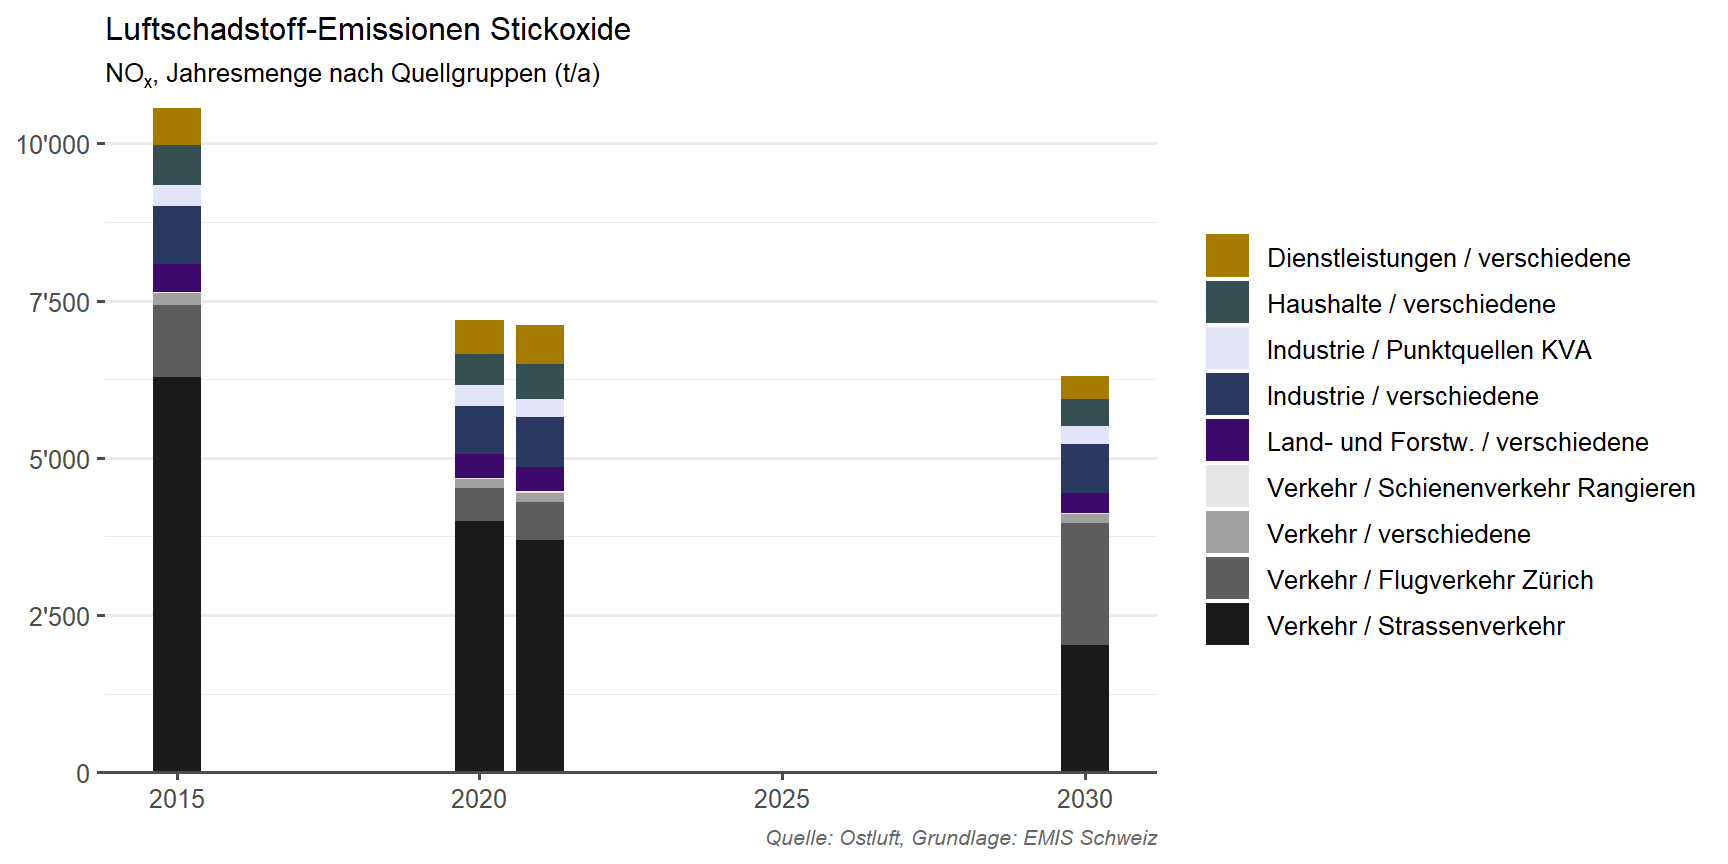 Luftschadstoff-Emissionen Stickoxide
NOx, Jahresmenge nach Quellgruppen (t/a)
10'000
7'500
5'000
2'500
0
2015 2020 2025 2030
Dienstleistungen / verschiedene
Haushalte / verschiedene
Industrie / Punktquellen KVA
Industrie / verschiedene
Land- und Forstw. / verschiedene
Verkehr / Schienenverkehr Rangieren
Verkehr / verschiedene
Verkehr / Flugverkehr Zürich
Verkehr / Strassenverkehr
Quelle: Ostluft, Grundlage: EMIS Schweiz